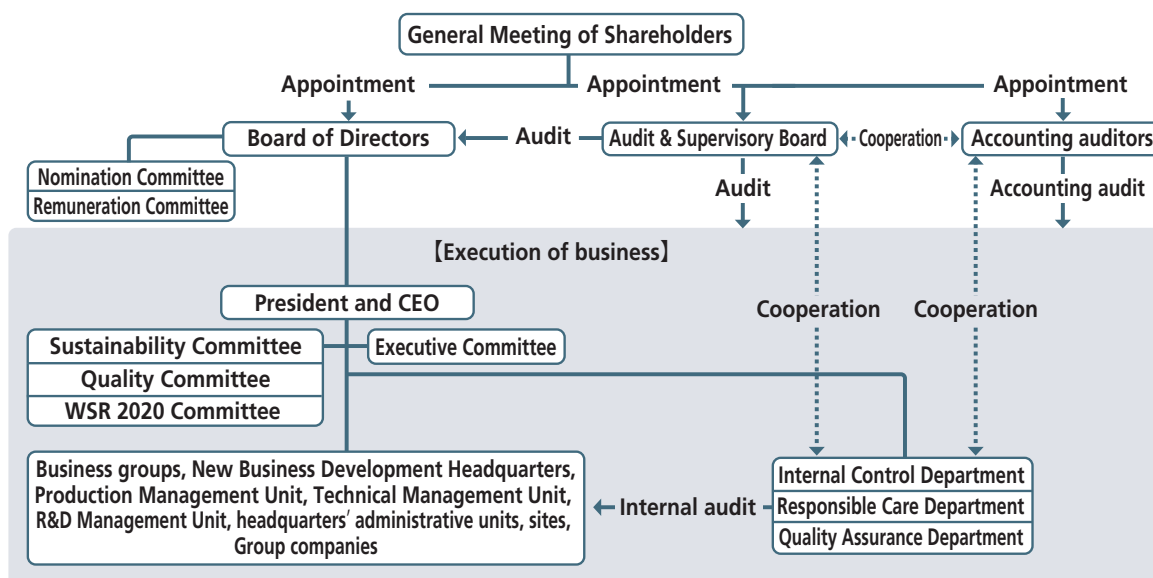 General Meeting of Shareholders
Appointment
Appointment
Appointment
Board of Directors
Audit
Audit & Supervisory Board
Cooperation
Accounting auditors
Nomination Committee
Remuneration Committee
Audit
Accounting audit
【Execution of business】
President and CEO
Cooperation
Cooperation
Sustainability Committee
Executive Committee
Quality Committee
WSR 2020 Committee
Business groups, New Business Development Headquarters,
Production Management Unit, Technical Management Unit,
R&D Management Unit, headquarters' administrative units, sites,
Group companies
Internal audit
Internal Control Department
Responsible Care Department
Quality Assurance Department